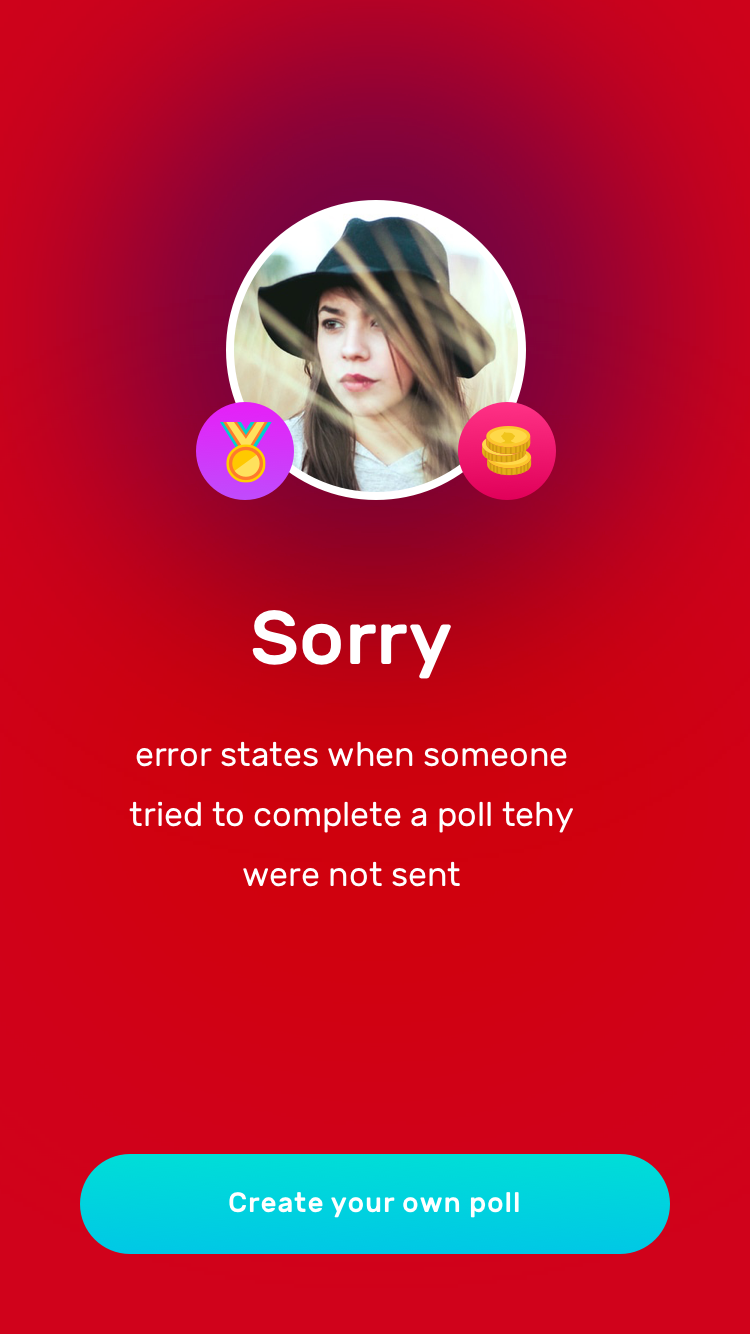 Sorry
error states when someone
tried to complete a poll tehy
were not sent
Create your own poll